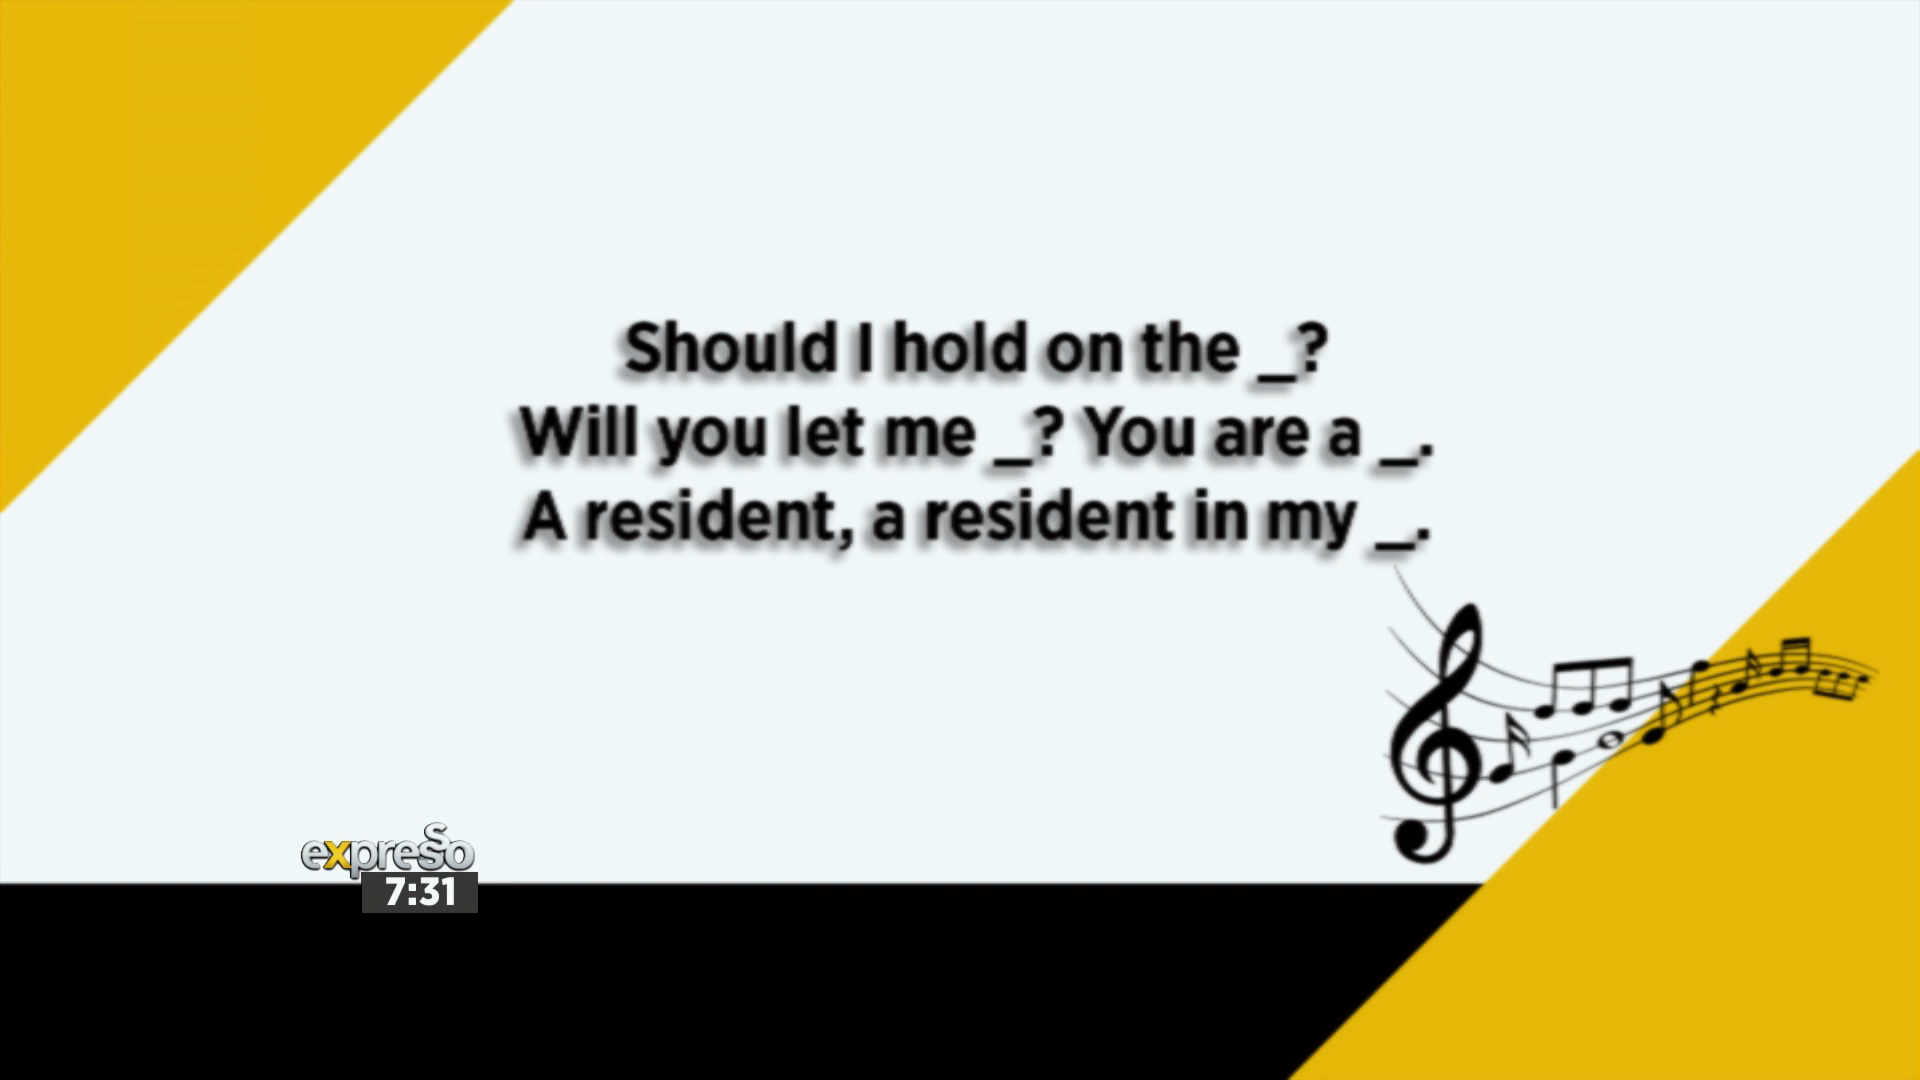 Should I hold on the _?
Will you let me _? You are a _.
A resident, a resident in my _.
expresso
7:31